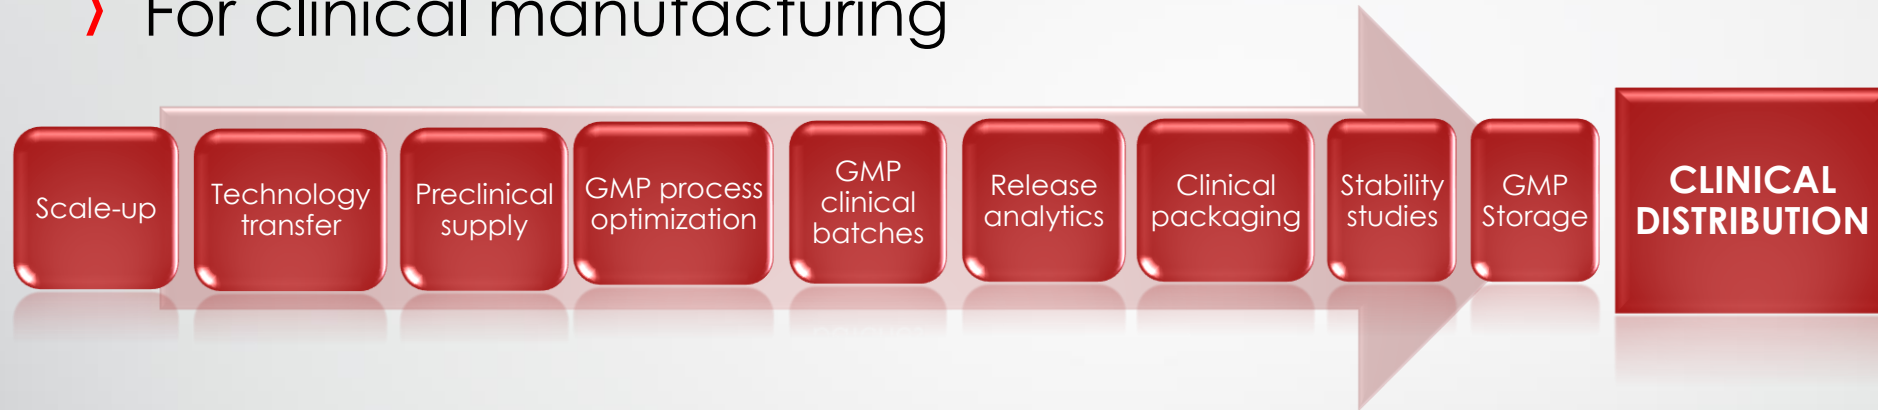 For clinical manufacturing
Scale-up
Technology
transfer
Preclinical
supply
GMP process
optimization
GMP
clinical
batches
Release
analytics
Clinical
packaging
Stability
studies
GMP
Storage
CLINICAL
DISTRIBUTION